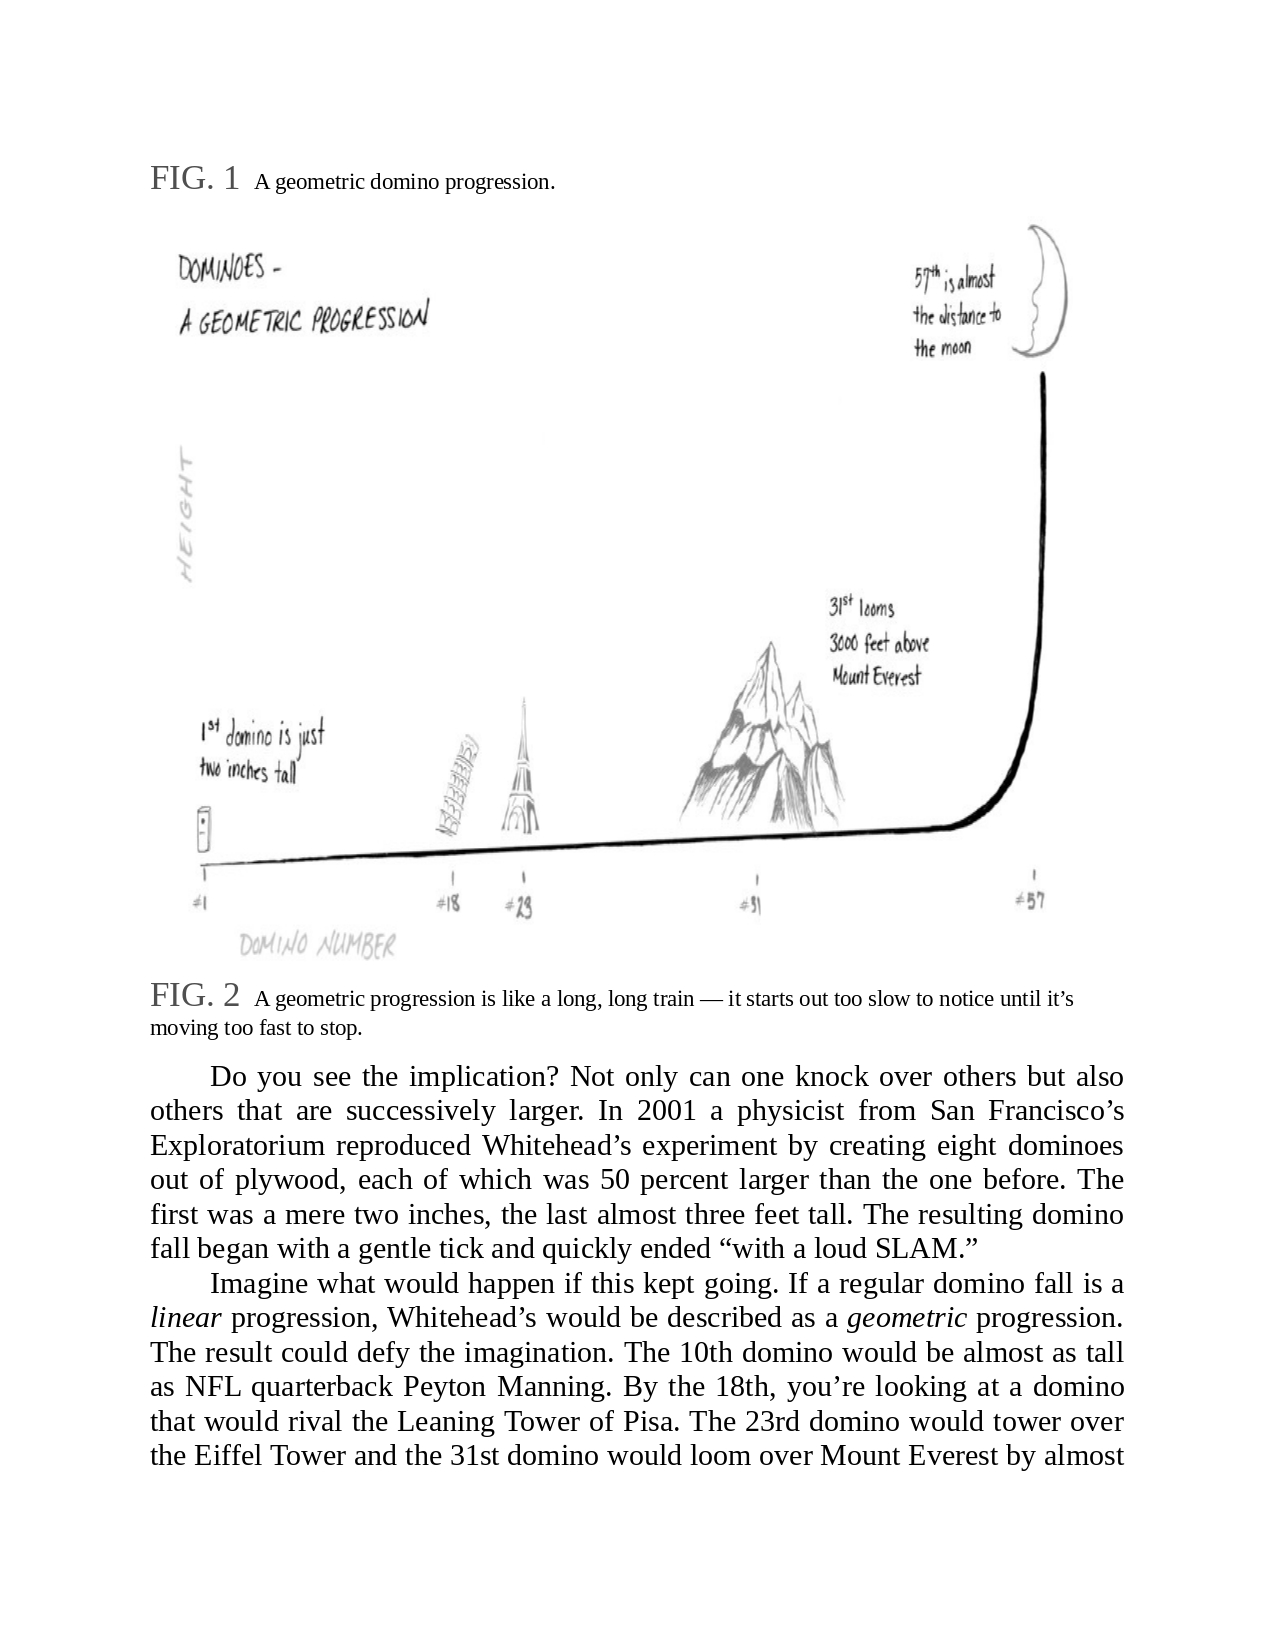 FIG. 1 A geometric domino progression.
DOMINOES -
A GEOMETRIC PROGRESSION
57th is almost
the distance to
the moon
HEIGHT
31st looms
3000 feet above
Mount Everest
1st domino is just
two inches tall
#1
#18
#23
#31
#57
DOMINO NUMBER
FIG. 2 A geometric progression is like a long, long train — it starts out too slow to notice until it’s
moving too fast to stop.
Do you see the implication? Not only can one knock over others but also
others that are successively larger. In 2001 a physicist from San Francisco’s
Exploratorium reproduced Whitehead’s experiment by creating eight dominoes
out of plywood, each of which was 50 percent larger than the one before. The
first was a mere two inches, the last almost three feet tall. The resulting domino
fall began with a gentle tick and quickly ended “with a loud SLAM.”
Imagine what would happen if this kept going. If a regular domino fall is a
linear progression, Whitehead’s would be described as a geometric progression.
The result could defy the imagination. The 10th domino would be almost as tall
as NFL quarterback Peyton Manning. By the 18th, you’re looking at a domino
that would rival the Leaning Tower of Pisa. The 23rd domino would tower over
the Eiffel Tower and the 31st domino would loom over Mount Everest by almost